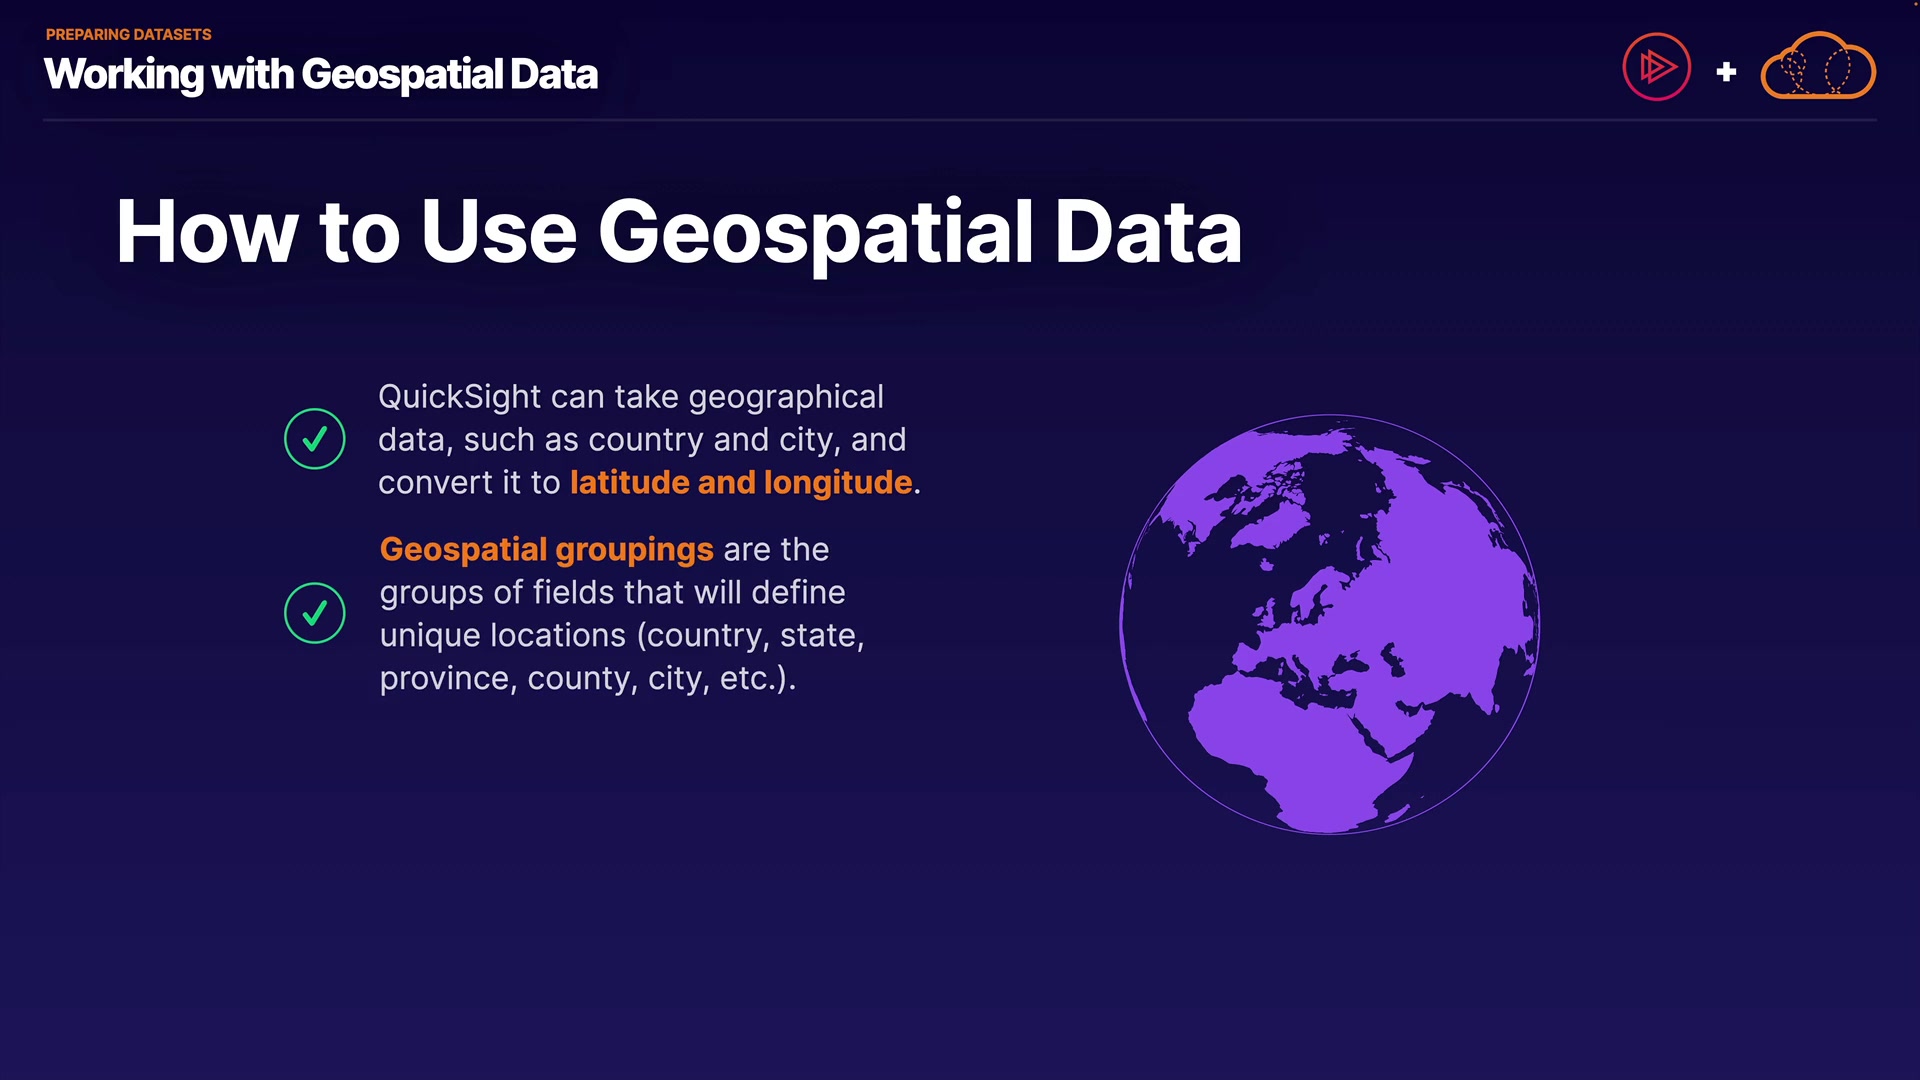 PREPARING DATASETS
Working with Geospatial Data
+
How to Use Geospatial Data
QuickSight can take geographical
data, such as country and city, and
convert it to latitude and longitude.
Geospatial groupings are the
groups of fields that will define
unique locations (country, state,
province, county, city, etc.).